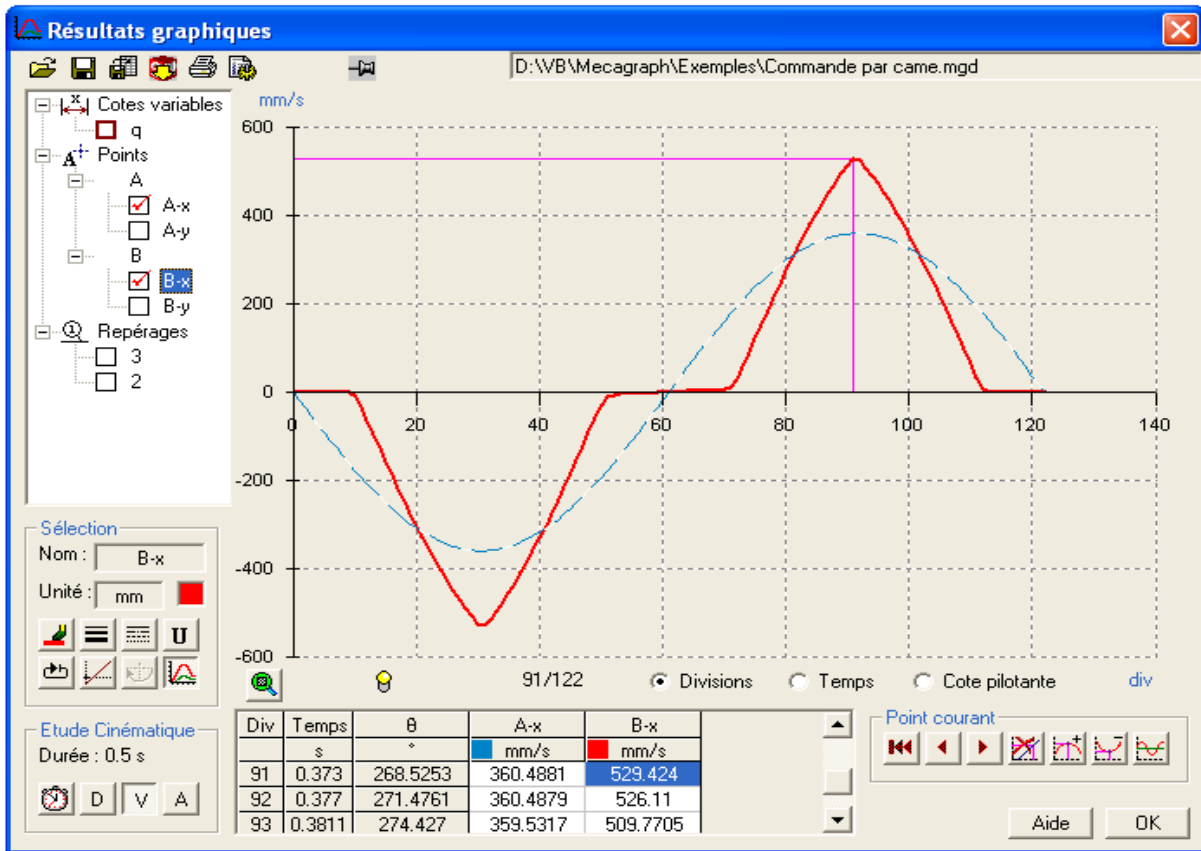 Résultats graphiques
D:\VB\Mecagraph\Exemples\Commande par came.mgd
Cotes variables
q
Points
A
A-x
A-y
B
B-x
B-y
Repérages
3
2
mm/s
600
400
200
0
-200
-400
-600
0 20 40 60 80 100 120 140
Sélection
Nom : B-x
Unité : mm
U
91/122 Divisions Temps Cote pilotante div
Etude Cinématique
Durée : 0.5 s
D V A
Div Temps θ A-x B-x
s ° mm/s mm/s
91 0.373 268.5253 360.4881 529.424
92 0.377 271.4761 360.4879 526.11
93 0.3811 274.427 359.5317 509.7705
Point courant
Aide OK